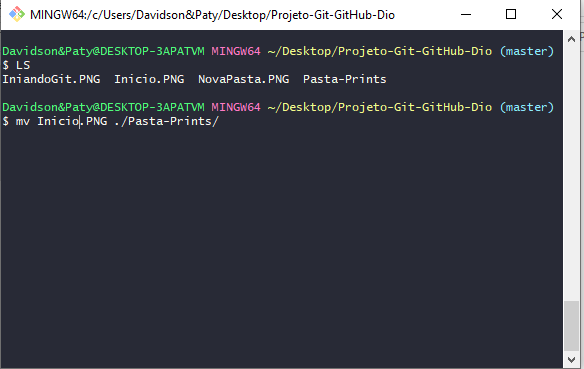 MINGW64:/c/Users/Davidson&Paty/Desktop/Projeto-Git-GitHub-Dio
Davidson&Paty@DESKTOP-3APATVM MINGW64 ~/Desktop/Projeto-Git-GitHub-Dio (master)
$ LS
IniandoGit.PNG  Inicio.PNG  NovaPasta.PNG  Pasta-Prints
Davidson&Paty@DESKTOP-3APATVM MINGW64 ~/Desktop/Projeto-Git-GitHub-Dio (master)
$ mv Inicio.PNG ./Pasta-Prints/